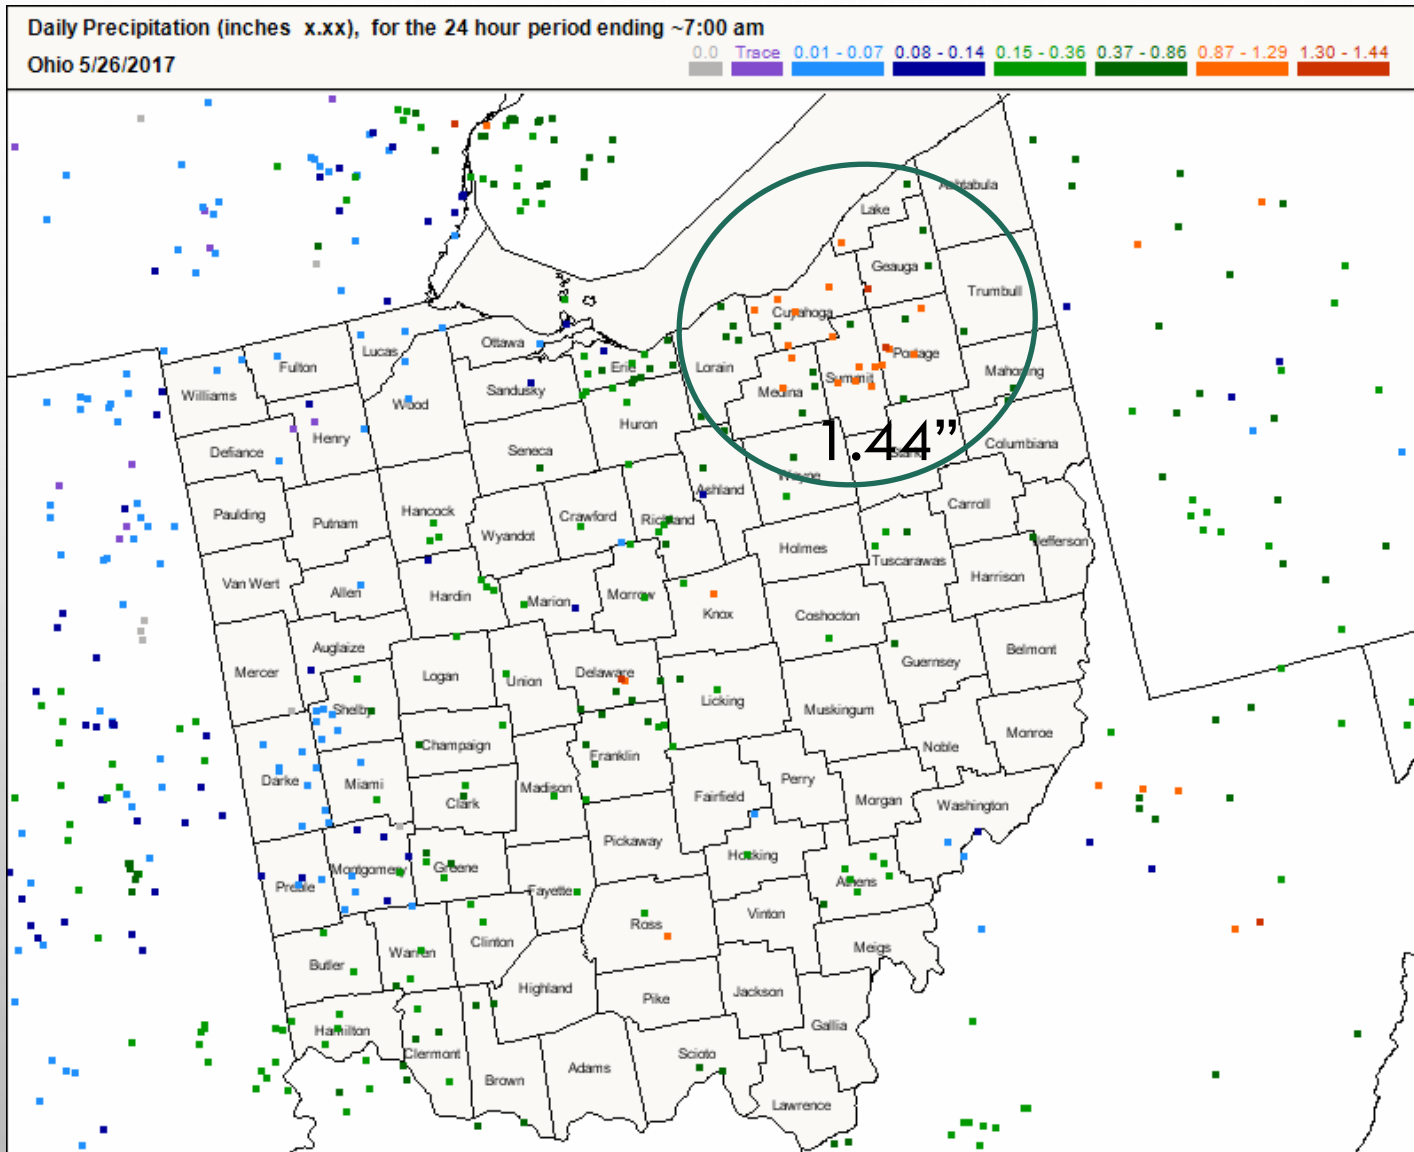 Daily Precipitation (inches x.xx), for the 24 hour period ending ~7:00 am
Ohio 5/26/2017
0.0 Trace 0.01 - 0.07 0.08 - 0.14 0.15 - 0.36 0.37 - 0.86 0.87 - 1.29 1.30 - 1.44
Ashtabula
Lake
Geauga
Trumbull
Cuyahoga
Ottawa
Lucas
Fulton
Erie
Lorain
Portage
Williams
Sandusky
Wood
Medina
Summit
Mahoning
Huron
Henry
Defiance
Seneca
1.44”
Stark
Columbiana
Wayne
Ashland
Carroll
Paulding
Putnam
Hancock
Crawford
Richland
Wyandot
Holmes
Jefferson
Tuscarawas
Van Wert
Allen
Hardin
Marion
Morrow
Harrison
Knox
Coshocton
Auglaize
Mercer
Logan
Union
Delaware
Guernsey
Belmont
Licking
Shelby
Muskingum
Champaign
Franklin
Noble
Monroe
Darke
Miami
Clark
Madison
Fairfield
Perry
Morgan
Washington
Pickaway
Hocking
Montgomery
Greene
Preble
Fayette
Athens
Ross
Vinton
Clinton
Warren
Meigs
Butler
Highland
Pike
Jackson
Hamilton
Gallia
Clermont
Scioto
Brown
Adams
Lawrence